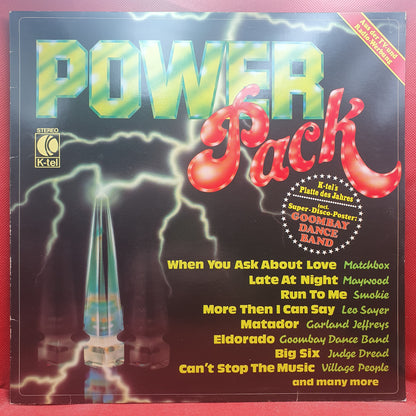 POWER
Pack
Aus der TV-und
Radio-Werbung
STEREO
K-tel
K-tel's
Platte des Jahres
incl.
Super-Disco-Poster:
GOOMBAY
DANCE
BAND
When You Ask About Love Matchbox
Late At Night Maywood
Run To Me Smokie
More Then I Can Say Leo Sayer
Matador Garland Jeffreys
Eldorado Goombay Dance Band
Big Six Judge Dread
Can't Stop The Music Village People
and many more